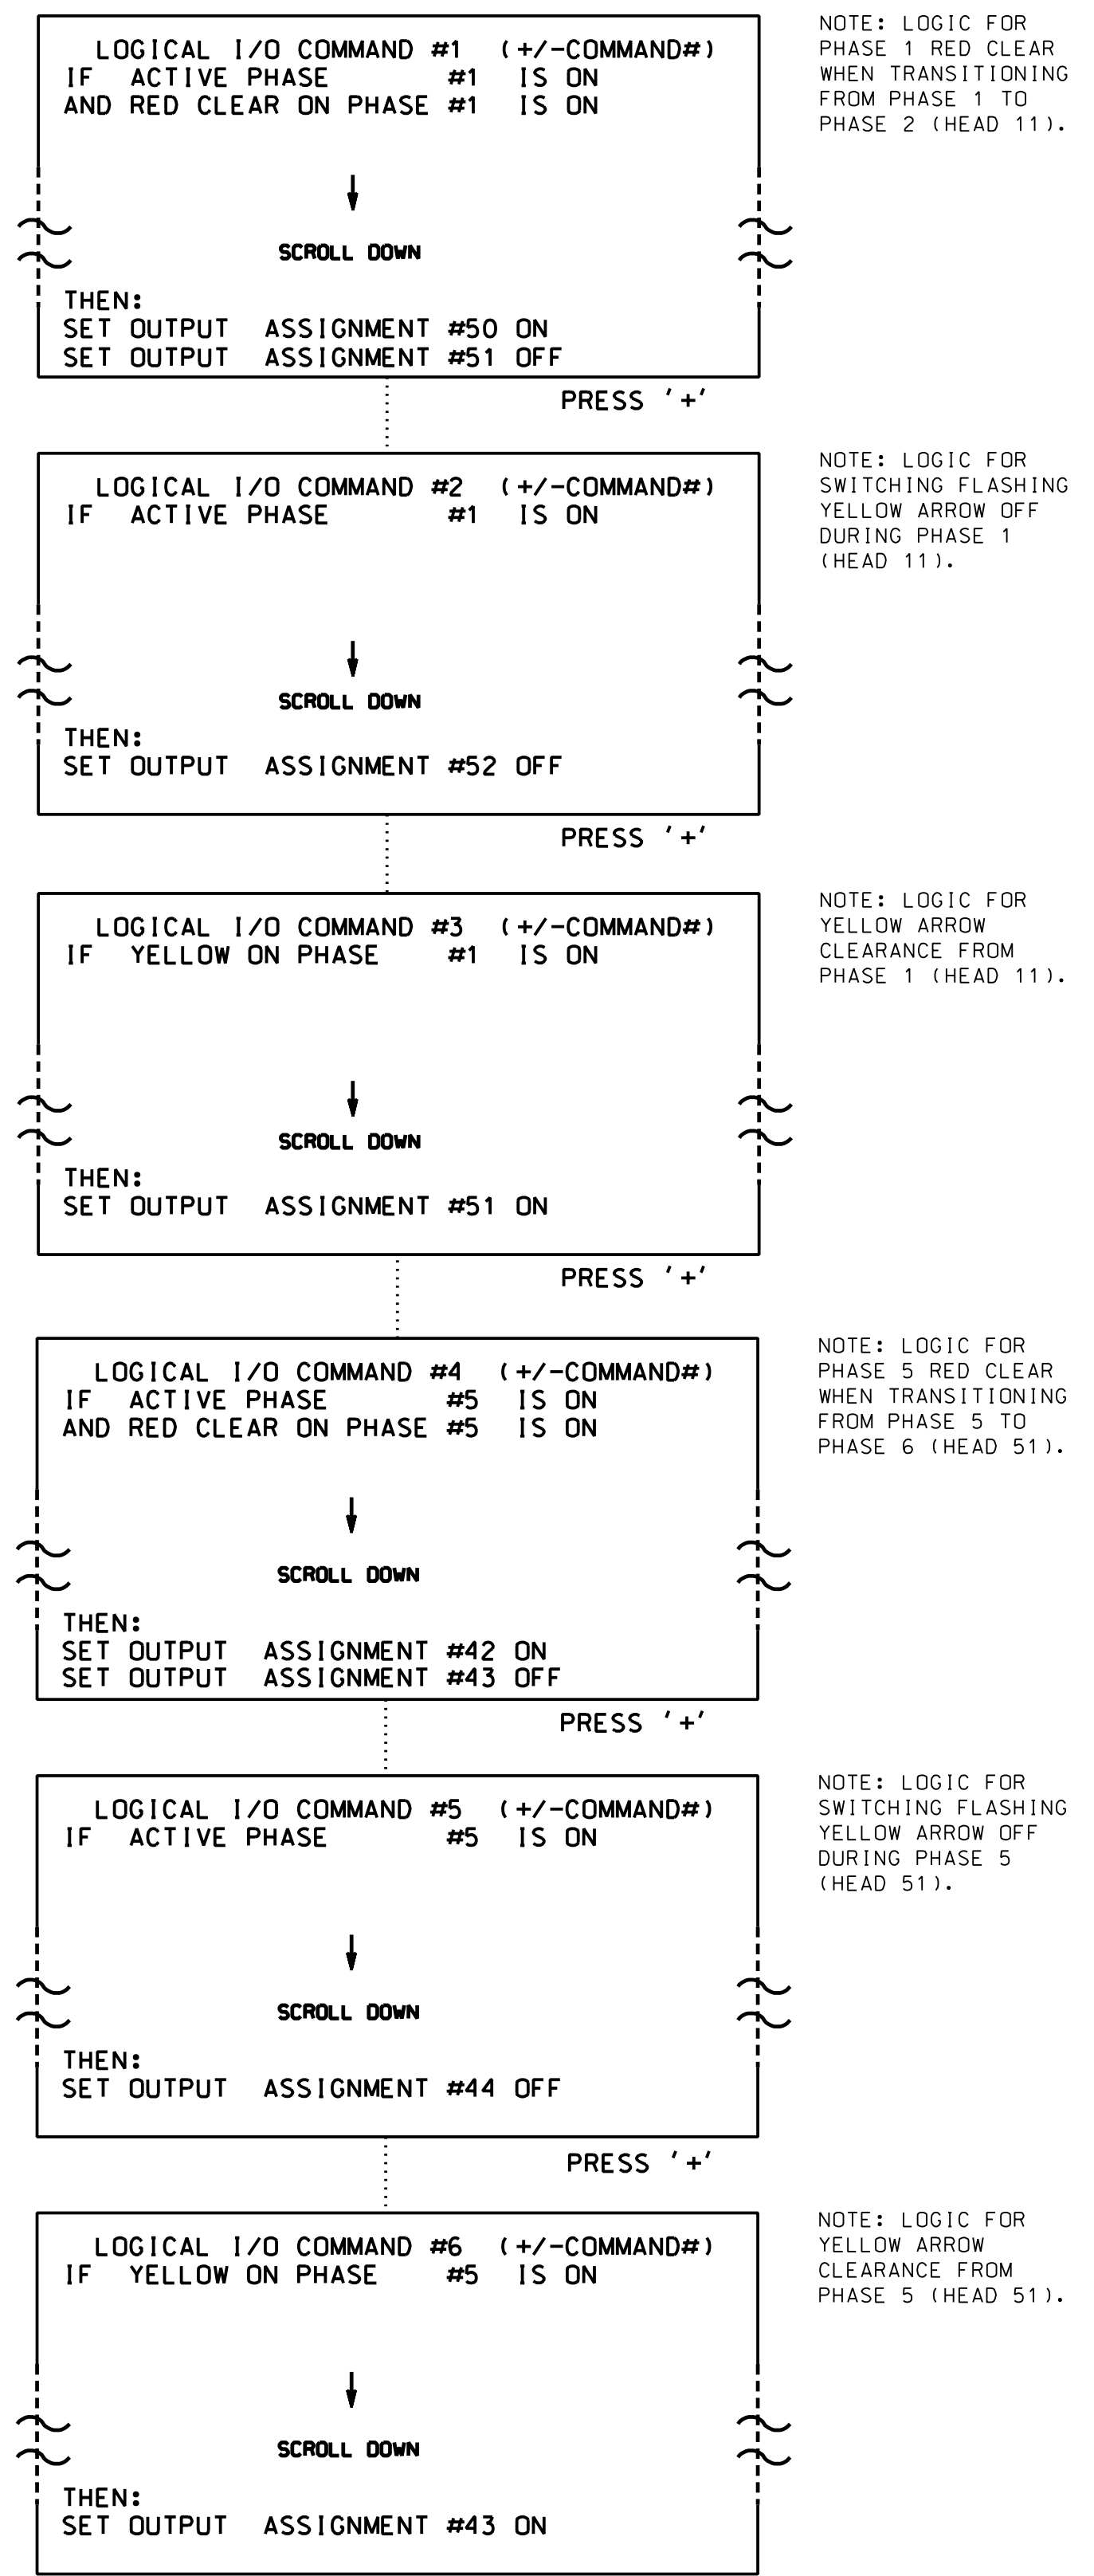 LOGICAL I/O COMMAND #1 (+/-COMMAND#)
IF ACTIVE PHASE #1 IS ON
AND RED CLEAR ON PHASE #1 IS ON
SCROLL DOWN
THEN:
SET OUTPUT ASSIGNMENT #50 ON
SET OUTPUT ASSIGNMENT #51 OFF
PRESS '+'
NOTE: LOGIC FOR
PHASE 1 RED CLEAR
WHEN TRANSITIONING
FROM PHASE 1 TO
PHASE 2 (HEAD 11).
LOGICAL I/O COMMAND #2 (+/-COMMAND#)
IF ACTIVE PHASE #1 IS ON
SCROLL DOWN
THEN:
SET OUTPUT ASSIGNMENT #52 OFF
PRESS '+'
NOTE: LOGIC FOR
SWITCHING FLASHING
YELLOW ARROW OFF
DURING PHASE 1
(HEAD 11).
LOGICAL I/O COMMAND #3 (+/-COMMAND#)
IF YELLOW ON PHASE #1 IS ON
SCROLL DOWN
THEN:
SET OUTPUT ASSIGNMENT #51 ON
PRESS '+'
NOTE: LOGIC FOR
YELLOW ARROW
CLEARANCE FROM
PHASE 1 (HEAD 11).
LOGICAL I/O COMMAND #4 (+/-COMMAND#)
IF ACTIVE PHASE #5 IS ON
AND RED CLEAR ON PHASE #5 IS ON
SCROLL DOWN
THEN:
SET OUTPUT ASSIGNMENT #42 ON
SET OUTPUT ASSIGNMENT #43 OFF
PRESS '+'
NOTE: LOGIC FOR
PHASE 5 RED CLEAR
WHEN TRANSITIONING
FROM PHASE 5 TO
PHASE 6 (HEAD 51).
LOGICAL I/O COMMAND #5 (+/-COMMAND#)
IF ACTIVE PHASE #5 IS ON
SCROLL DOWN
THEN:
SET OUTPUT ASSIGNMENT #44 OFF
PRESS '+'
NOTE: LOGIC FOR
SWITCHING FLASHING
YELLOW ARROW OFF
DURING PHASE 5
(HEAD 51).
LOGICAL I/O COMMAND #6 (+/-COMMAND#)
IF YELLOW ON PHASE #5 IS ON
SCROLL DOWN
THEN:
SET OUTPUT ASSIGNMENT #43 ON
NOTE: LOGIC FOR
YELLOW ARROW
CLEARANCE FROM
PHASE 5 (HEAD 51).